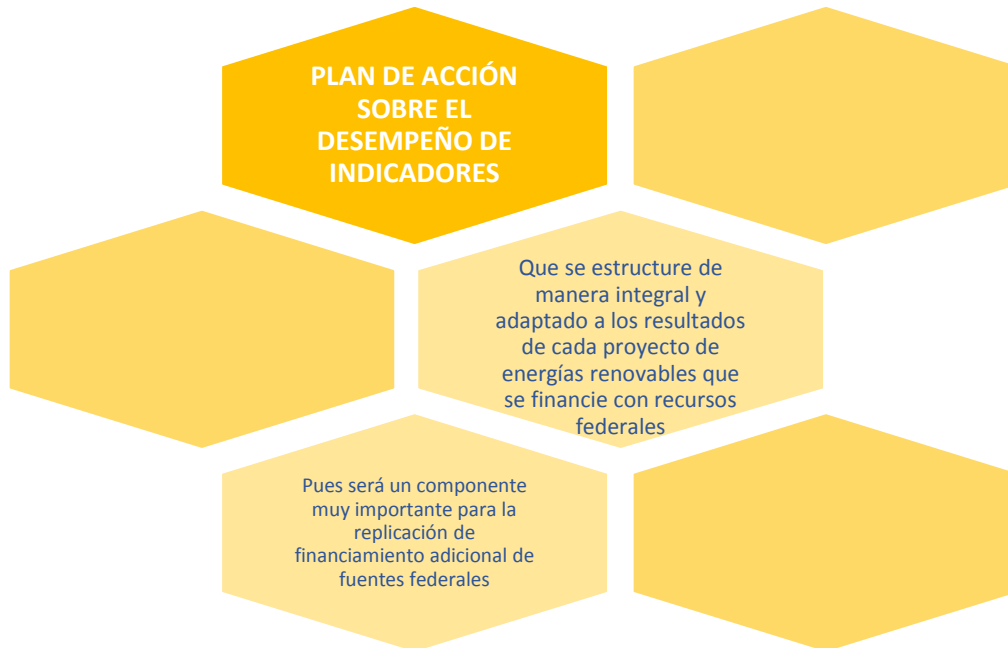 PLAN DE ACCIÓN
SOBRE EL
DESEMPEÑO DE
INDICADORES
Que se estructure de
manera integral y
adaptado a los resultados
de cada proyecto de
energías renovables que
se financie con recursos
federales
Pues será un componente
muy importante para la
replicación de
financiamiento adicional de
fuentes federales